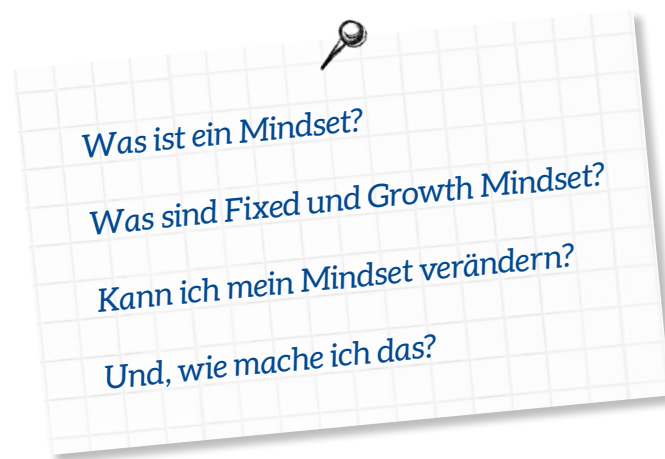 Was ist ein Mindset?
Was sind Fixed und Growth Mindset?
Kann ich mein Mindset verändern?
Und, wie mache ich das?